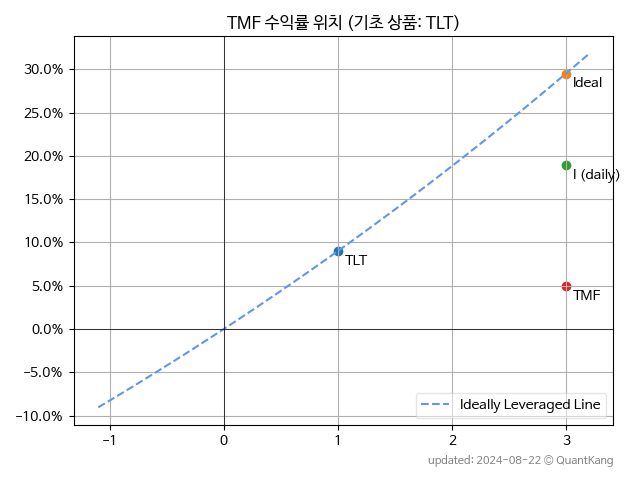 TMF 수익률 위치 (기초 상품: TLT)
30.0%
25.0%
20.0%
15.0%
10.0%
5.0%
0.0%
−5.0%
−10.0%
Ideal
I (daily)
TLT
TMF
Ideally Leveraged Line
−1
0
1
2
3
updated: 2024-08-22 © QuantKang